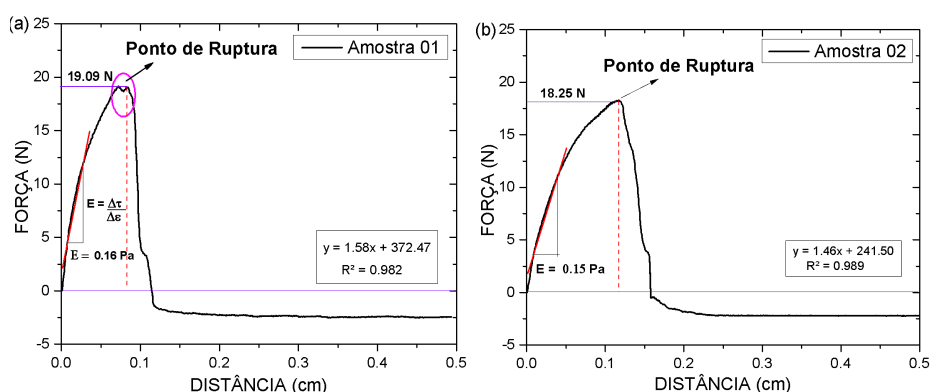 (a)
Ponto de Ruptura
Amostra 01
19.09 N
E = Δτ
Δε
E = 0.16 Pa
y = 1.58x + 372.47
R² = 0.982
FORÇA (N)
25
20
15
10
5
0
-5
0.0 0.1 0.2 0.3 0.4 0.5
DISTÂNCIA (cm)
(b)
Amostra 02
Ponto de Ruptura
18.25 N
E = 0.15 Pa
y = 1.46x + 241.50
R² = 0.989
FORÇA (N)
25
20
15
10
5
0
-5
0.0 0.1 0.2 0.3 0.4 0.5
DISTÂNCIA (cm)